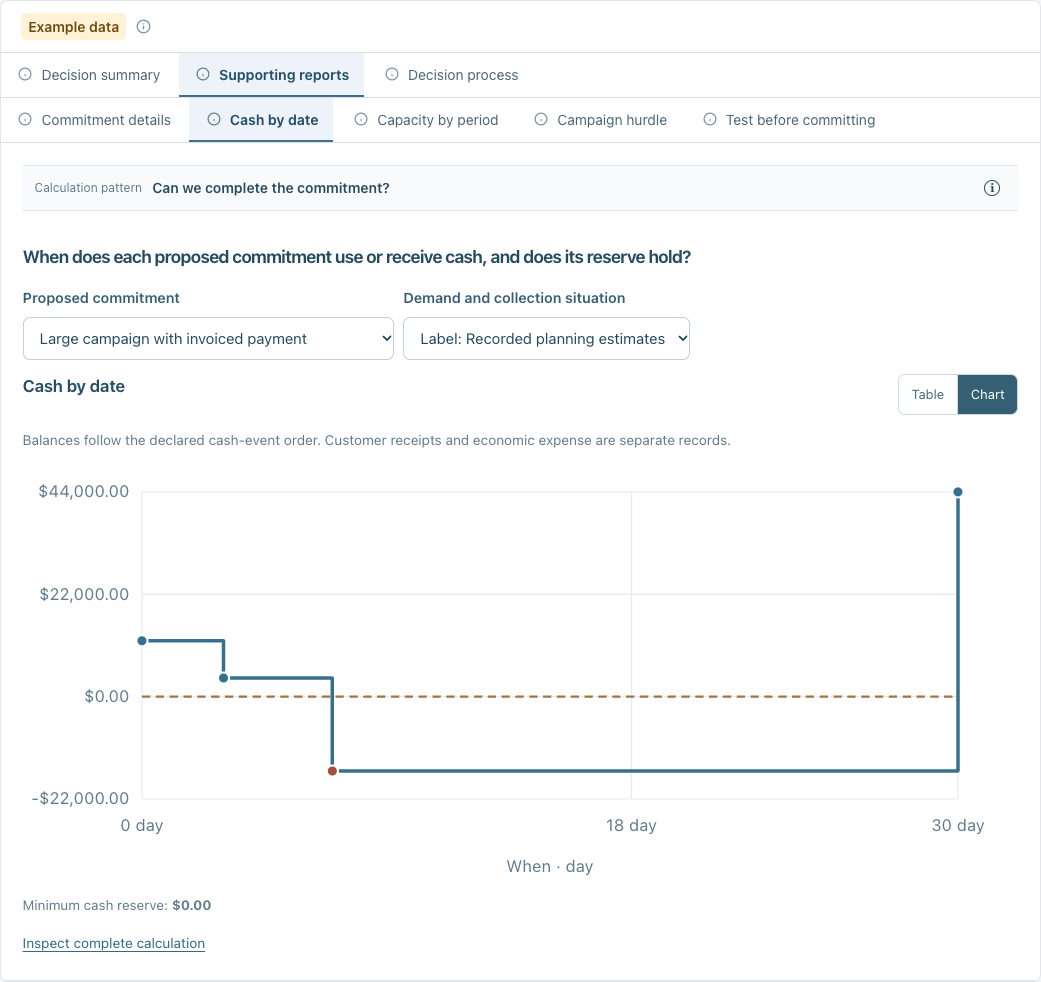 Example data
Decision summary
Supporting reports
Decision process
Commitment details
Cash by date
Capacity by period
Campaign hurdle
Test before committing
Calculation pattern Can we complete the commitment?
When does each proposed commitment use or receive cash, and does its reserve hold?
Proposed commitment
Demand and collection situation
Large campaign with invoiced payment
Label: Recorded planning estimates
Cash by date
Table
Chart
Balances follow the declared cash-event order. Customer receipts and economic expense are separate records.
$44,000.00
$22,000.00
$0.00
-$22,000.00
0 day
18 day
30 day
When · day
Minimum cash reserve: $0.00
Inspect complete calculation